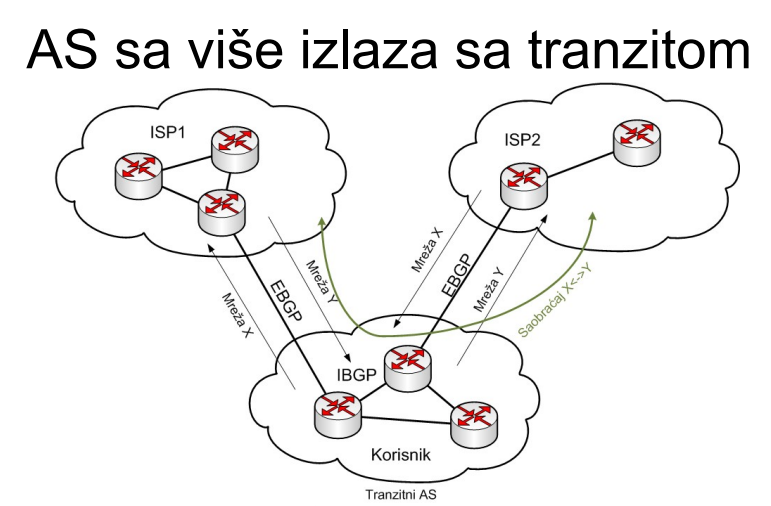 AS sa više izlaza sa tranzitom
ISP1
ISP2
Mreža X
EBGP
Mreža Y
Mreža X
EBGP
Mreža Y
Saobraćaj X<->Y
IBGP
Korisnik
Tranzitni AS